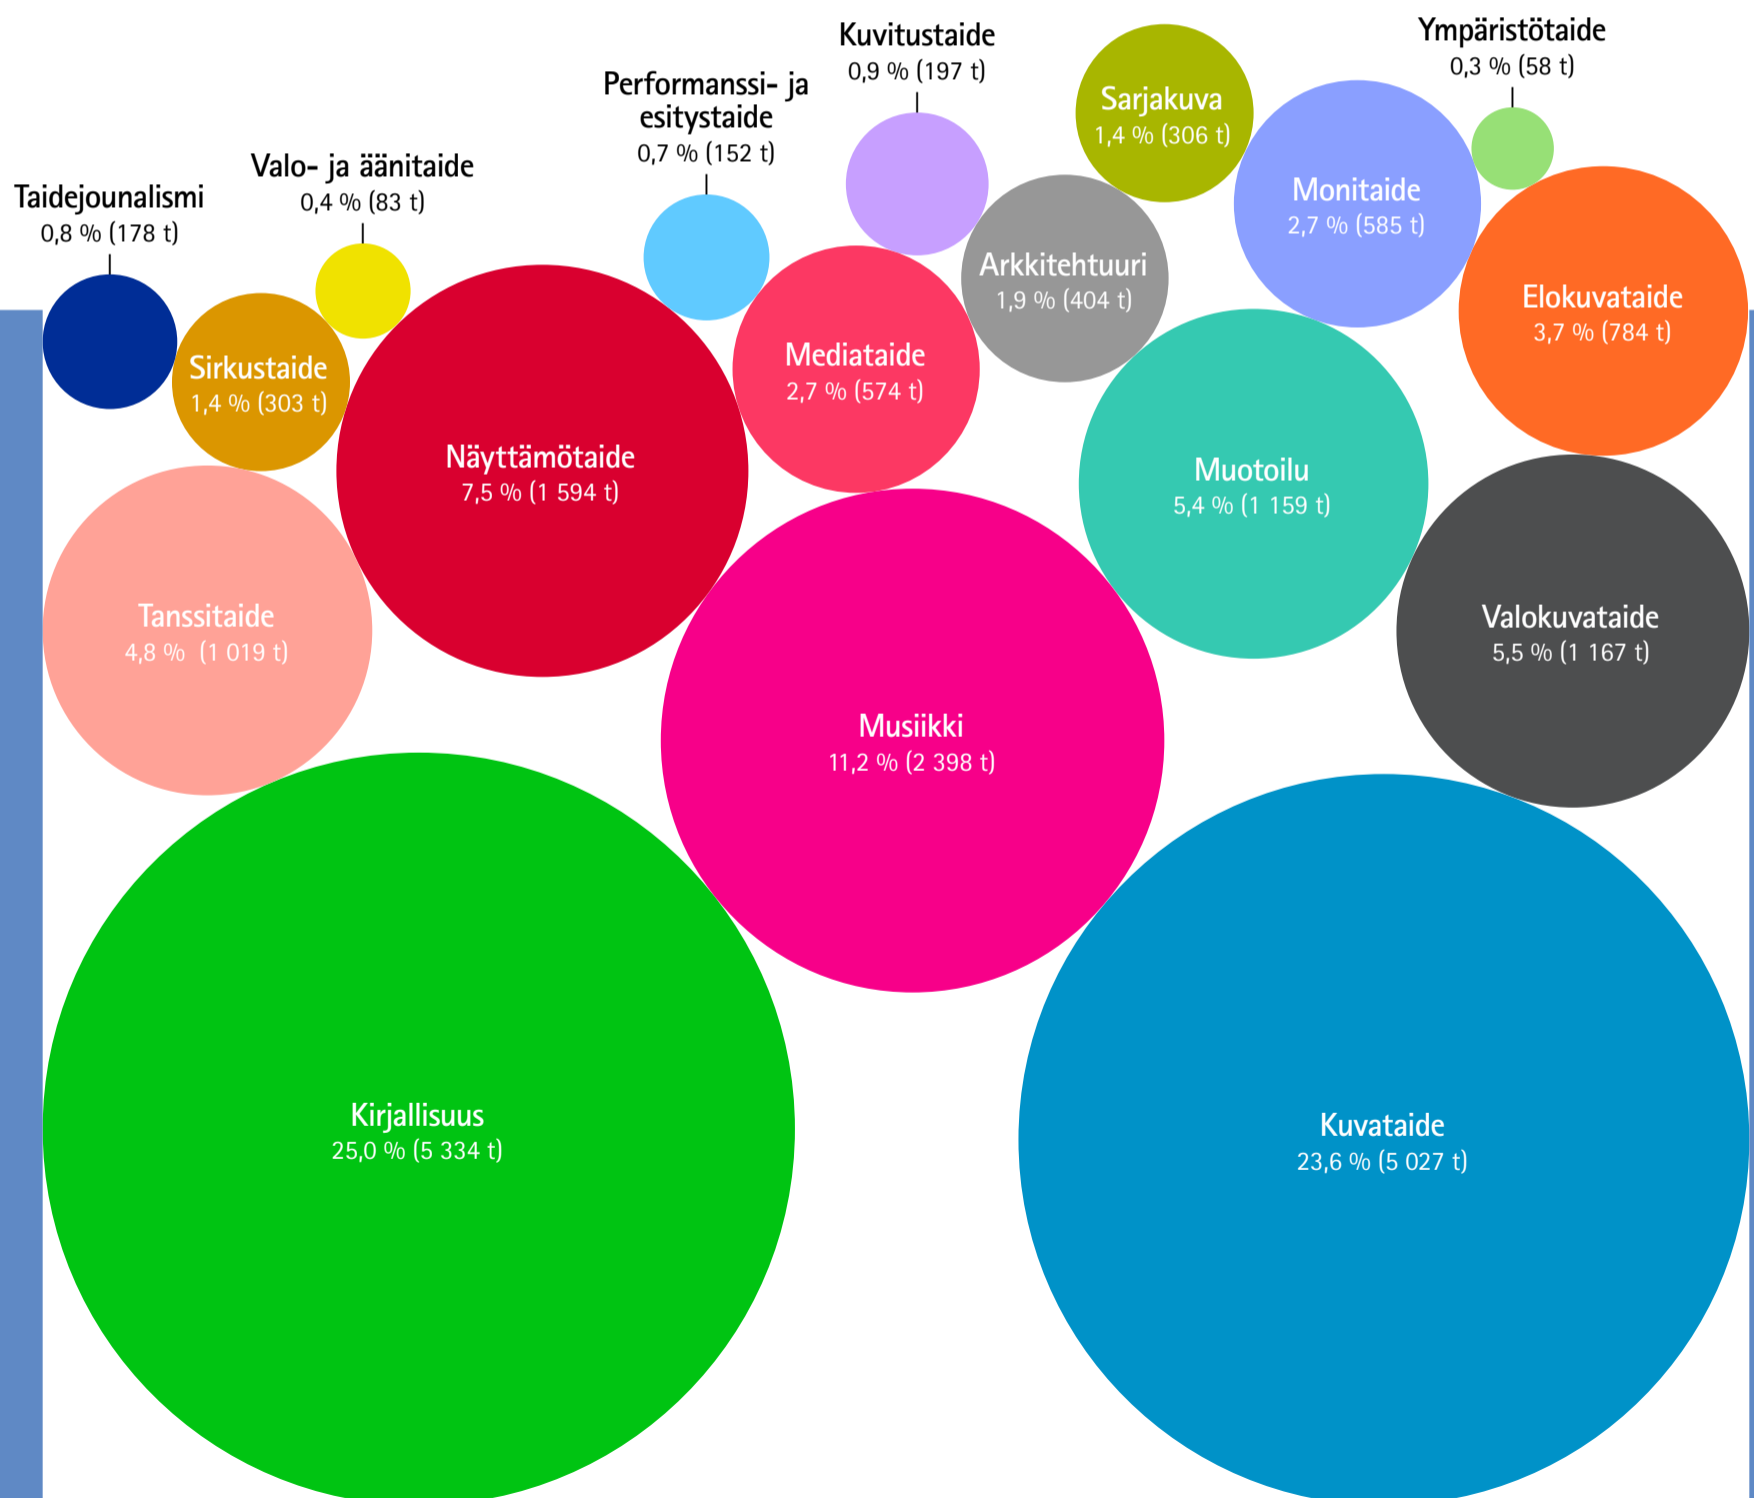 Kuvitustaide
0,9 % (197 t)
Ympäristötaide
0,3 % (58 t)
Performanssi- ja
esitystaide
0,7 % (152 t)
Sarjakuva
1,4 % (306 t)
Valo- ja äänitaide
0,4 % (83 t)
Taidejounalismi
0,8 % (178 t)
Monitaide
2,7 % (585 t)
Arkkitehtuuri
1,9 % (404 t)
Elokuvataide
3,7 % (784 t)
Mediataide
2,7 % (574 t)
Sirkustaide
1,4 % (303 t)
Näyttämötaide
7,5 % (1 594 t)
Muotoilu
5,4 % (1 159 t)
Tanssitaide
4,8 % (1 019 t)
Valokuvataide
5,5 % (1 167 t)
Musiikki
11,2 % (2 398 t)
Kirjallisuus
25,0 % (5 334 t)
Kuvataide
23,6 % (5 027 t)